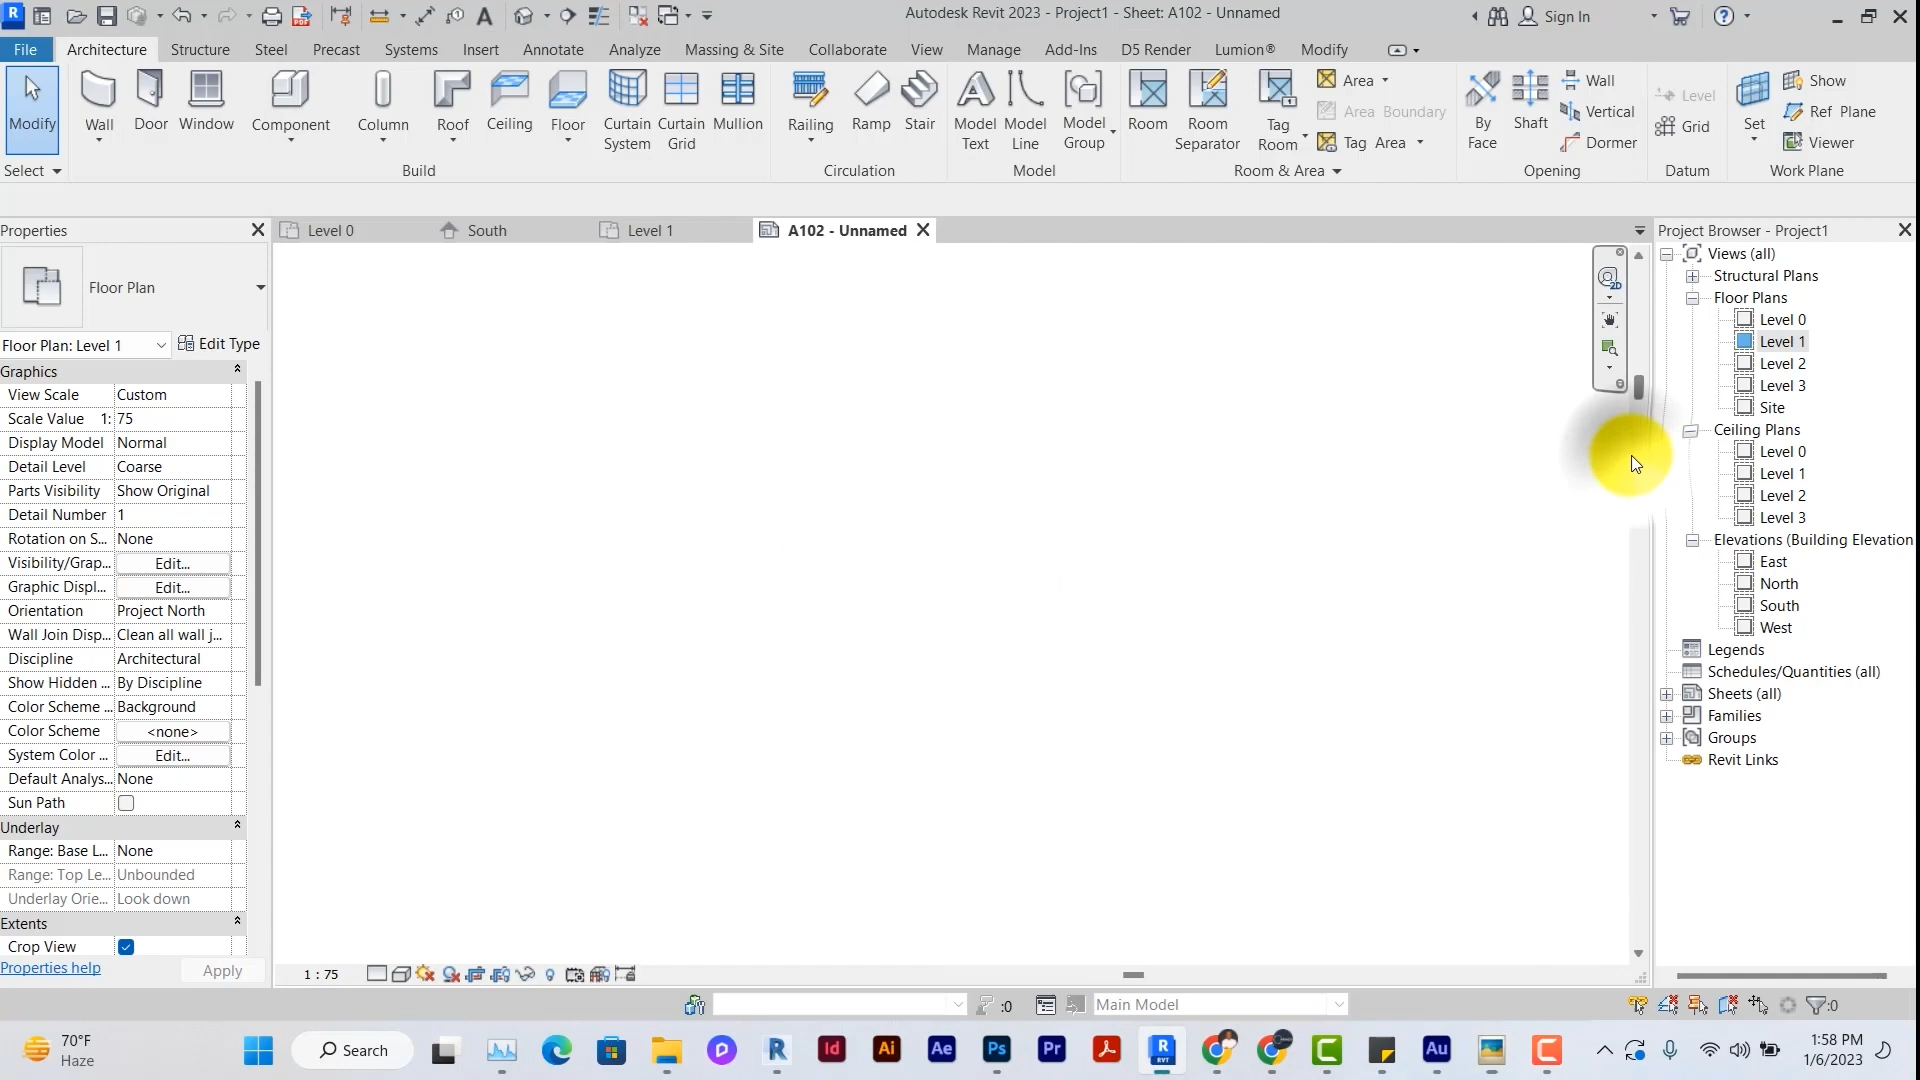 Autodesk Revit 2023 - Project1 - Sheet: A102 - Unnamed
Sign In
File Architecture Structure Steel Precast Systems Insert Annotate Analyze Massing & Site Collaborate View Manage Add-Ins D5 Render Lumion® Modify
Modify
Wall
Door
Window
Component
Column
Roof
Ceiling
Floor
Curtain System
Curtain Grid
Mullion
Railing
Ramp
Stair
Model Text
Model Line
Model Group
Room
Room Separator
Tag Room
Area
Area Boundary
Tag Area
By Face
Shaft
Wall
Vertical
Dormer
Level
Grid
Set
Show
Ref Plane
Viewer
Select
Build
Circulation
Model
Room & Area
Opening
Datum
Work Plane
Properties
Level 0
South
Level 1
A102 - Unnamed
Project Browser - Project1
Floor Plan
Floor Plan: Level 1
Edit Type
Graphics
View Scale Custom
Scale Value 1: 75
Display Model Normal
Detail Level Coarse
Parts Visibility Show Original
Detail Number 1
Rotation on S... None
Visibility/Grap... Edit...
Graphic Displ... Edit...
Orientation Project North
Wall Join Disp... Clean all wall j...
Discipline Architectural
Show Hidden ... By Discipline
Color Scheme ... Background
Color Scheme <none>
System Color ... Edit...
Default Analys... None
Sun Path
Underlay
Range: Base L... None
Range: Top Le... Unbounded
Underlay Orie... Look down
Extents
Crop View
Properties help
Apply
2D
1 : 75
Views (all)
Structural Plans
Floor Plans
Level 0
Level 1
Level 2
Level 3
Site
Ceiling Plans
Level 0
Level 1
Level 2
Level 3
Elevations (Building Elevation
East
North
South
West
Legends
Schedules/Quantities (all)
Sheets (all)
Families
Groups
Revit Links
:0
Main Model
:0
70°F
Haze
Search
Id
Ai
Ae
Ps
Pr
R
RVT
Au
1:58 PM
1/6/2023